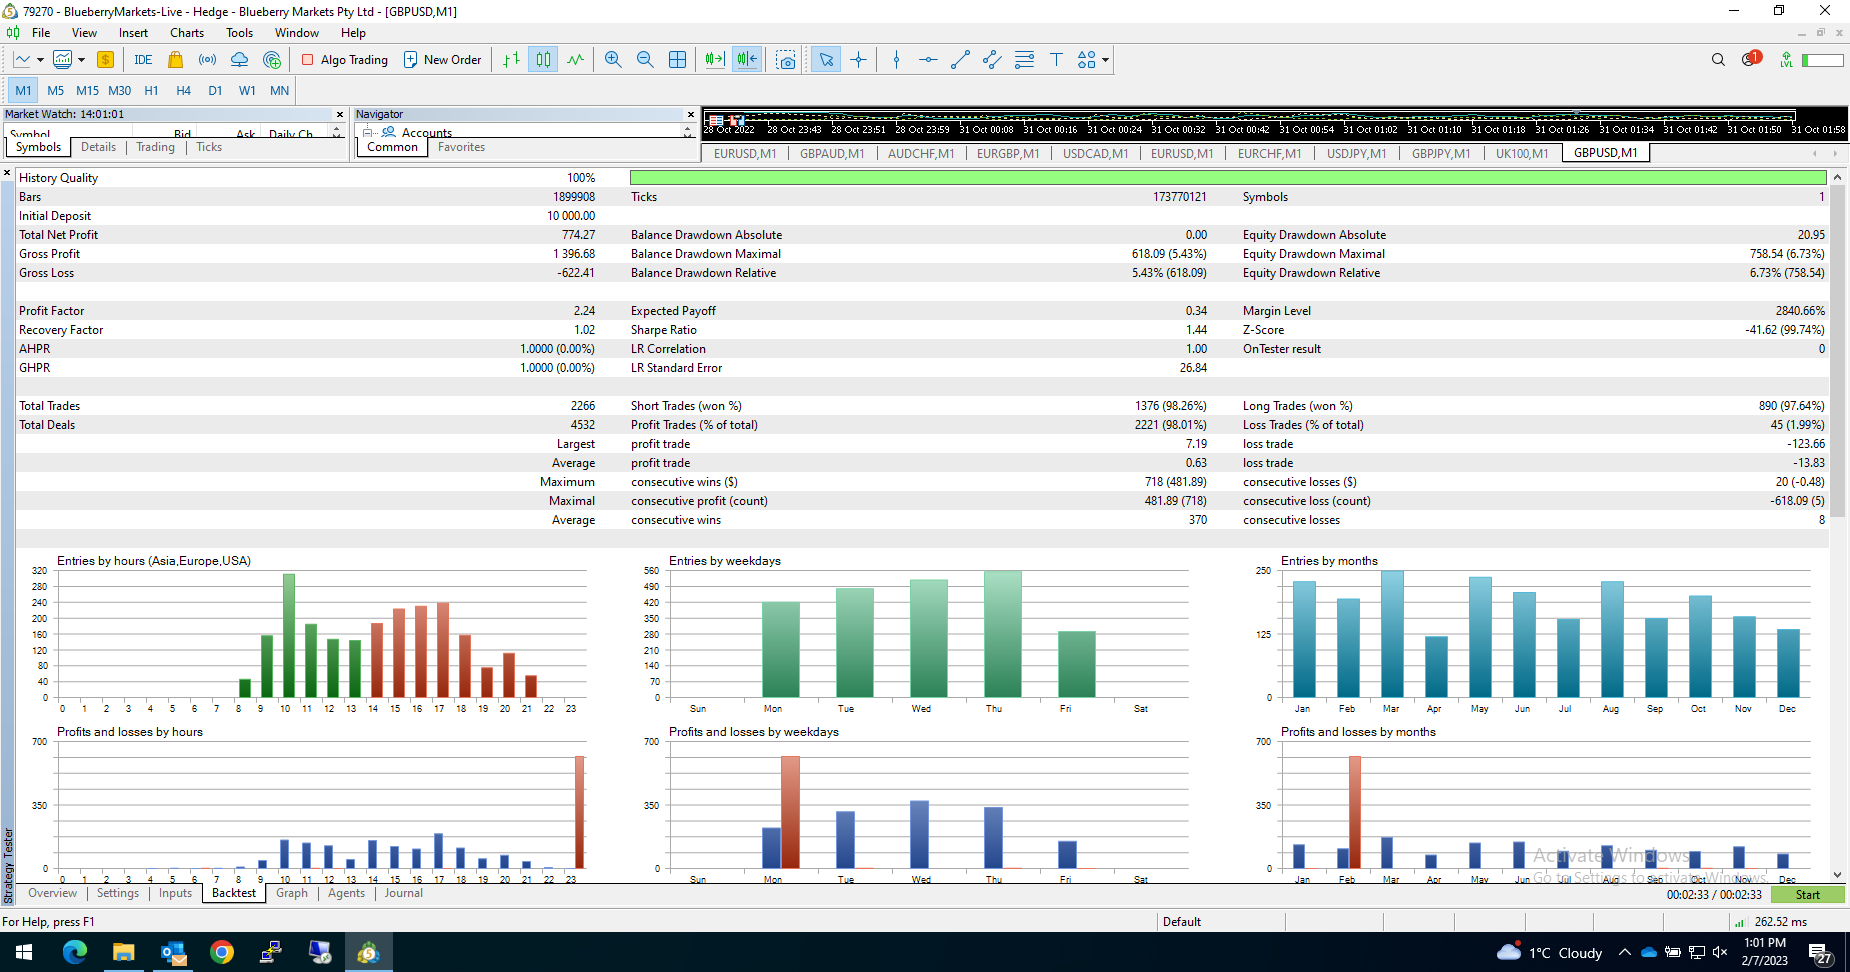 79270 - BlueberryMarkets-Live - Hedge - Blueberry Markets Pty Ltd - [GBPUSD,M1]
File View Insert Charts Tools Window Help
IDE Algo Trading New Order 1 LVL
M1 M5 M15 M30 H1 H4 D1 W1 MN
Market Watch: 14:01:01
Symbol Bid Ask Daily Ch...
Symbols Details Trading Ticks
Navigator
Accounts
Common Favorites
28 Oct 2022 28 Oct 23:43 28 Oct 23:51 28 Oct 23:59 31 Oct 00:08 31 Oct 00:16 31 Oct 00:24 31 Oct 00:32 31 Oct 00:42 31 Oct 00:54 31 Oct 01:02 31 Oct 01:10 31 Oct 01:18 31 Oct 01:26 31 Oct 01:34 31 Oct 01:42 31 Oct 01:50 31 Oct 01:58
EURUSD,M1 GBPAUD,M1 AUDCHF,M1 EURGBP,M1 USDCAD,M1 EURUSD,M1 EURCHF,M1 USDJPY,M1 GBPJPY,M1 UK100,M1 GBPUSD,M1
History Quality 100%
Bars 1899908 Ticks 173770121 Symbols 1
Initial Deposit 10 000.00
Total Net Profit 774.27 Balance Drawdown Absolute 0.00 Equity Drawdown Absolute 20.95
Gross Profit 1 396.68 Balance Drawdown Maximal 618.09 (5.43%) Equity Drawdown Maximal 758.54 (6.73%)
Gross Loss -622.41 Balance Drawdown Relative 5.43% (618.09) Equity Drawdown Relative 6.73% (758.54)
Profit Factor 2.24 Expected Payoff 0.34 Margin Level 2840.66%
Recovery Factor 1.02 Sharpe Ratio 1.44 Z-Score -41.62 (99.74%)
AHPR 1.0000 (0.00%) LR Correlation 1.00 OnTester result 0
GHPR 1.0000 (0.00%) LR Standard Error 26.84
Total Trades 2266 Short Trades (won %) 1376 (98.26%) Long Trades (won %) 890 (97.64%)
Total Deals 4532 Profit Trades (% of total) 2221 (98.01%) Loss Trades (% of total) 45 (1.99%)
Largest profit trade 7.19 loss trade -123.66
Average profit trade 0.63 loss trade -13.83
Maximum consecutive wins ($) 718 (481.89) consecutive losses ($) 20 (-0.48)
Maximal consecutive profit (count) 481.89 (718) consecutive loss (count) -618.09 (5)
Average consecutive wins 370 consecutive losses 8
Entries by hours (Asia,Europe,USA)
320
280
240
200
160
120
80
40
0
0 1 2 3 4 5 6 7 8 9 10 11 12 13 14 15 16 17 18 19 20 21 22 23
Entries by weekdays
560
490
420
350
280
210
140
70
0
Sun Mon Tue Wed Thu Fri Sat
Entries by months
250
125
0
Jan Feb Mar Apr May Jun Jul Aug Sep Oct Nov Dec
Profits and losses by hours
700
350
0
0 1 2 3 4 5 6 7 8 9 10 11 12 13 14 15 16 17 18 19 20 21 22 23
Profits and losses by weekdays
700
350
0
Sun Mon Tue Wed Thu Fri Sat
Profits and losses by months
700
350
0
Jan Feb Mar Apr May Jun Jul Aug Sep Oct Nov Dec
Activate Windows
Go to Settings to activate Windows.
Strategy Tester
Overview Settings Inputs Backtest Graph Agents Journal
00:02:33 / 00:02:33 Start
For Help, press F1 Default 262.52 ms
1°C Cloudy 1:01 PM
2/7/2023 27